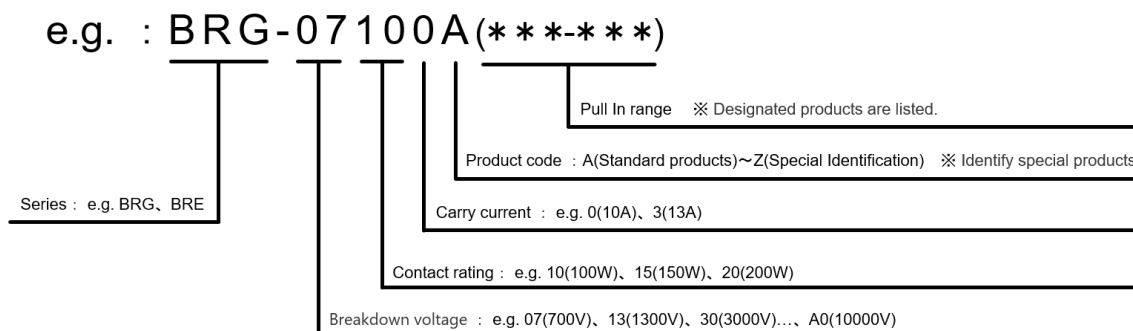 e.g. : BRG-07100A(***-***)
Pull In range ※ Designated products are listed.
Product code : A(Standard products)～Z(Special Identification) ※ Identify special products
Series : e.g. BRG、BRE
Carry current : e.g. 0(10A)、3(13A)
Contact rating : e.g. 10(100W)、15(150W)、20(200W)
Breakdown voltage : e.g. 07(700V)、13(1300V)、30(3000V)…、A0(10000V)